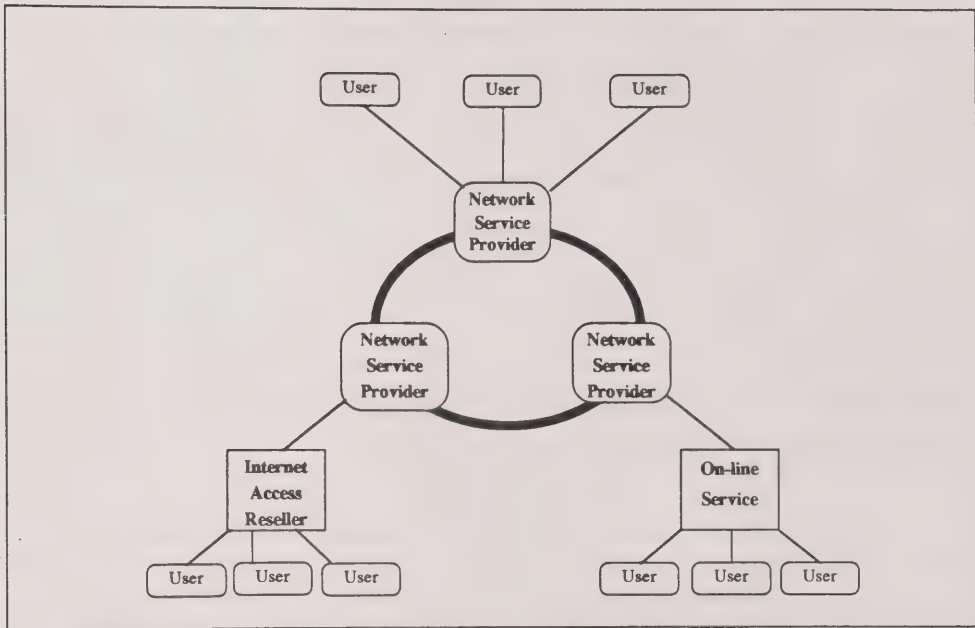 User
User
User
Network
Service
Provider
Network
Service
Provider
Network
Service
Provider
Internet
Access
Reseller
On-line
Service
User
User
User
User
User
User